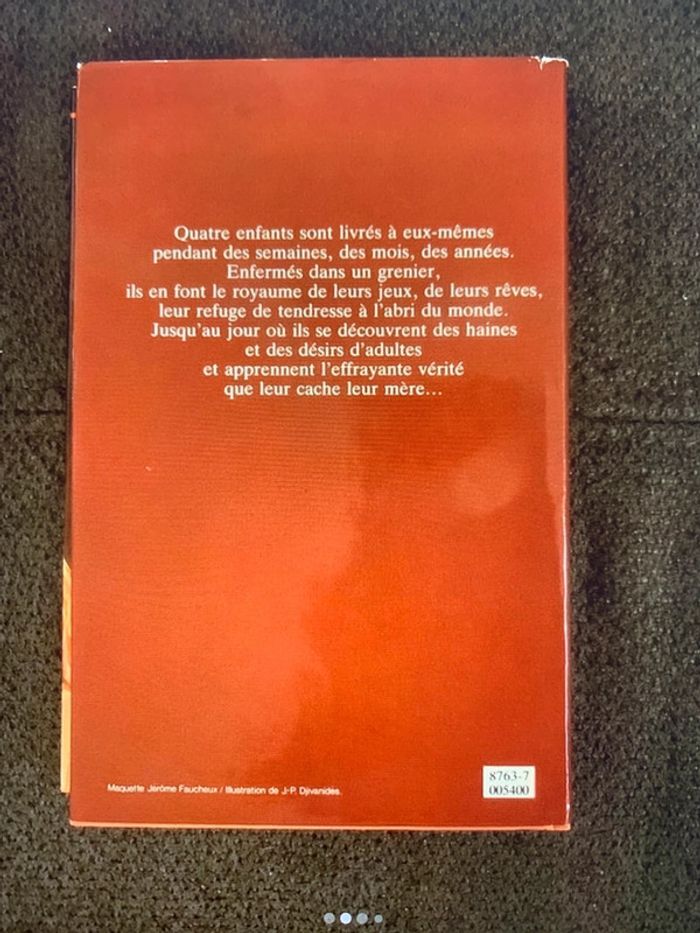 Quatre enfants sont livrés à eux-mêmes
pendant des semaines, des mois, des années.
Enfermés dans un grenier,
ils en font le royaume de leurs jeux, de leurs rêves,
leur refuge de tendresse à l'abri du monde.
Jusqu'au jour où ils se découvrent des haines
et des désirs d'adultes
et apprennent l'effrayante vérité
que leur cache leur mère...
Maquette Jérôme Faucheux / Illustration de J.-P. Djivanides.
8763-7
005400